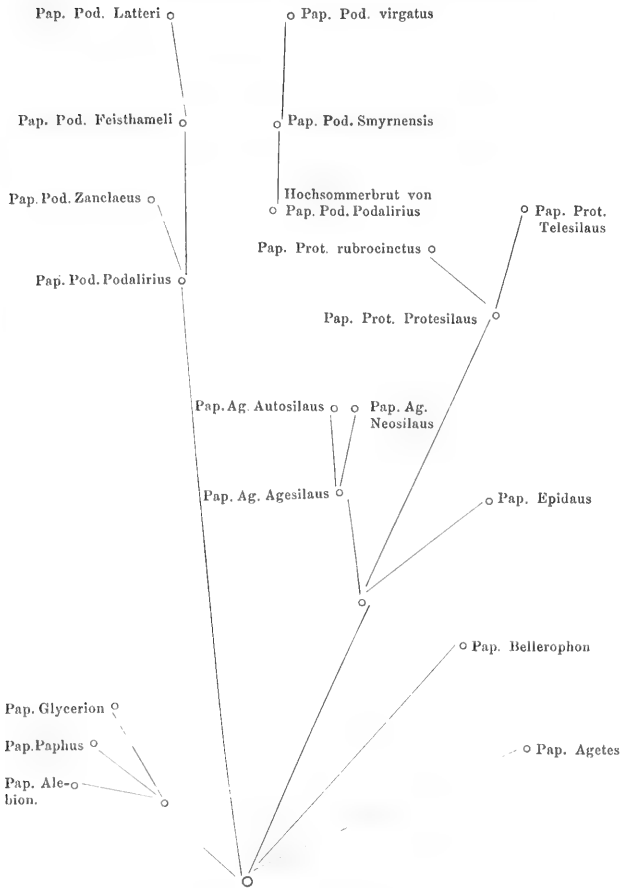 Pap. Pod. Latteri
Pap. Pod. virgatus
Pap. Pod. Feisthameli
Pap. Pod. Smyrnensis
Pap. Pod. Zanclaeus
Hochsommerbrut von
Pap. Pod. Podalirius
Pap. Prot.
Telesilaus
Pap. Prot. rubrocinctus
Pap. Pod. Podalirius
Pap. Prot. Protesilaus
Pap. Ag. Autosilaus
Pap. Ag.
Neosilaus
Pap. Ag. Agesilaus
Pap. Epidaus
Pap. Bellerophon
Pap. Glycerion
Pap. Paphus
Pap. Agetes
Pap. Ale-
bion.